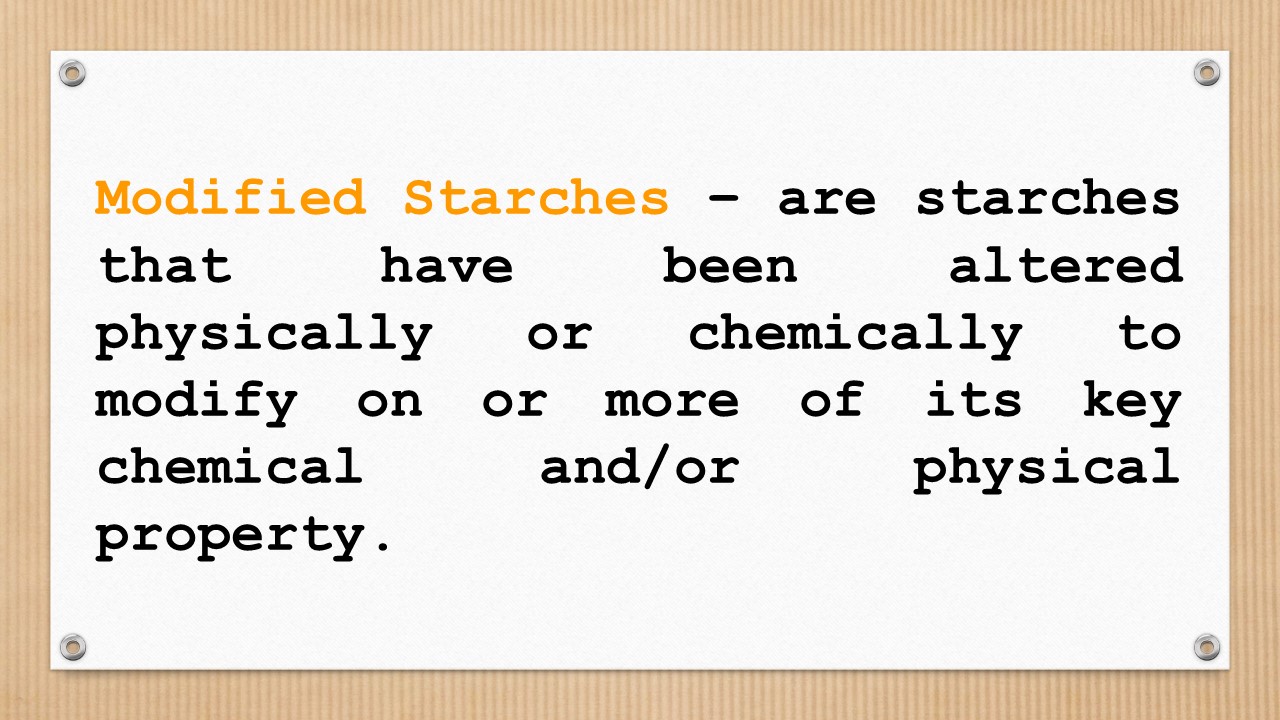 Modified Starches – are starches
that have been altered
physically or chemically to
modify on or more of its key
chemical and/or physical
property.